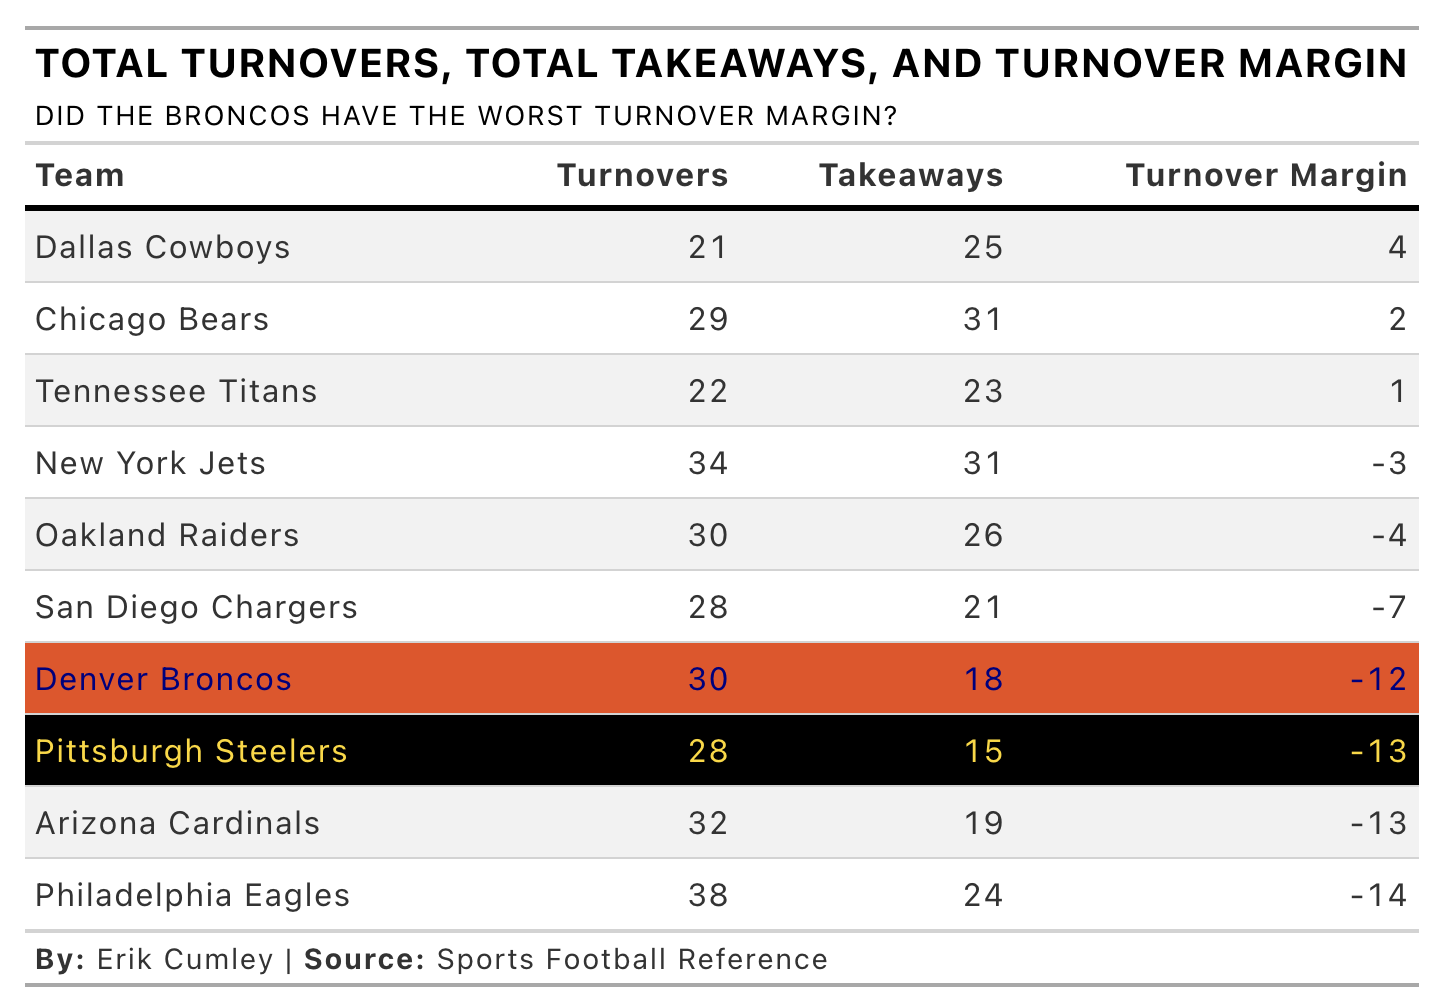 TOTAL TURNOVERS, TOTAL TAKEAWAYS, AND TURNOVER MARGIN
DID THE BRONCOS HAVE THE WORST TURNOVER MARGIN?
Team Turnovers Takeaways Turnover Margin
Dallas Cowboys 21 25 4
Chicago Bears 29 31 2
Tennessee Titans 22 23 1
New York Jets 34 31 -3
Oakland Raiders 30 26 -4
San Diego Chargers 28 21 -7
Denver Broncos 30 18 -12
Pittsburgh Steelers 28 15 -13
Arizona Cardinals 32 19 -13
Philadelphia Eagles 38 24 -14
By: Erik Cumley | Source: Sports Football Reference